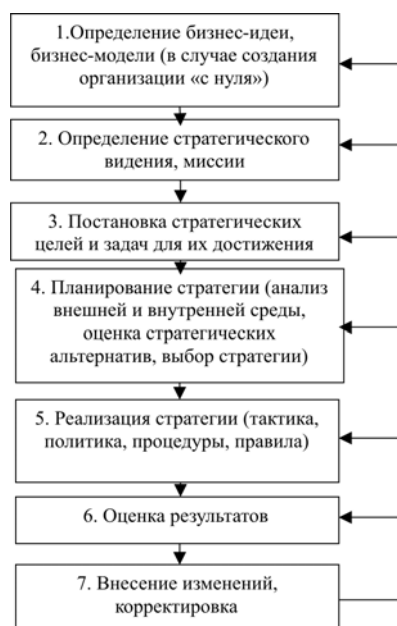 1.Определение бизнес-идеи,
бизнес-модели (в случае создания
организации «с нуля»)
2. Определение стратегического
видения, миссии
3. Постановка стратегических
целей и задач для их достижения
4. Планирование стратегии (анализ
внешней и внутренней среды,
оценка стратегических
альтернатив, выбор стратегии)
5. Реализация стратегии (тактика,
политика, процедуры, правила)
6. Оценка результатов
7. Внесение изменений,
корректировка